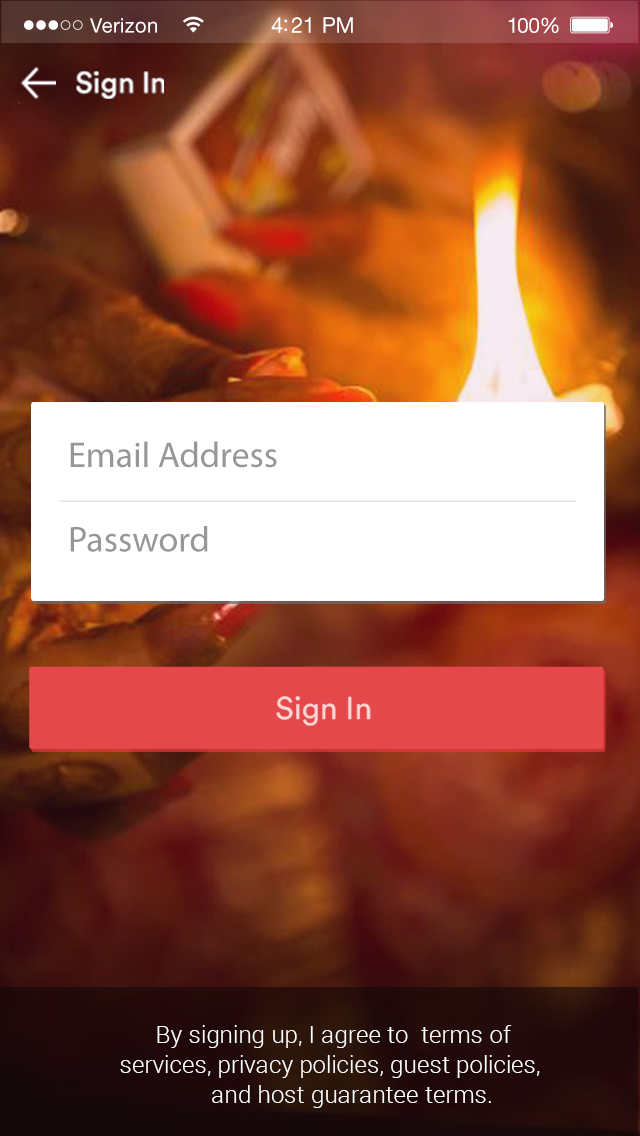 Verizon 4:21 PM 100%
Sign In
Email Address
Password
Sign In
By signing up, I agree to terms of
services, privacy policies, guest policies,
and host guarantee terms.